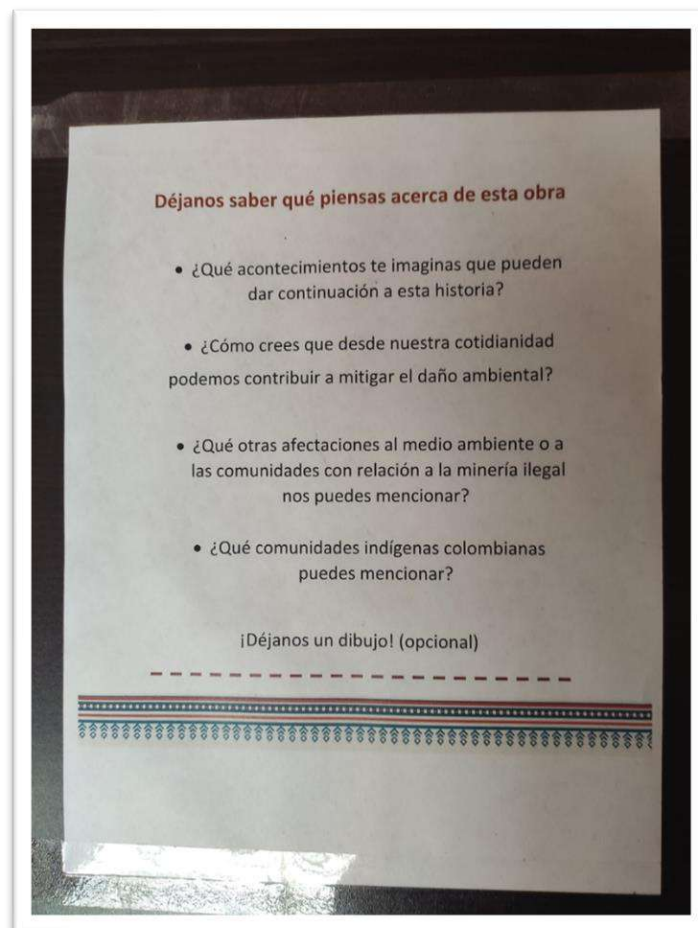 Déjanos saber qué piensas acerca de esta obra
• ¿Qué acontecimientos te imaginas que pueden
dar continuación a esta historia?
• ¿Cómo crees que desde nuestra cotidianidad
podemos contribuir a mitigar el daño ambiental?
• ¿Qué otras afectaciones al medio ambiente o a
las comunidades con relación a la minería ilegal
nos puedes mencionar?
• ¿Qué comunidades indígenas colombianas
puedes mencionar?
¡Déjanos un dibujo! (opcional)